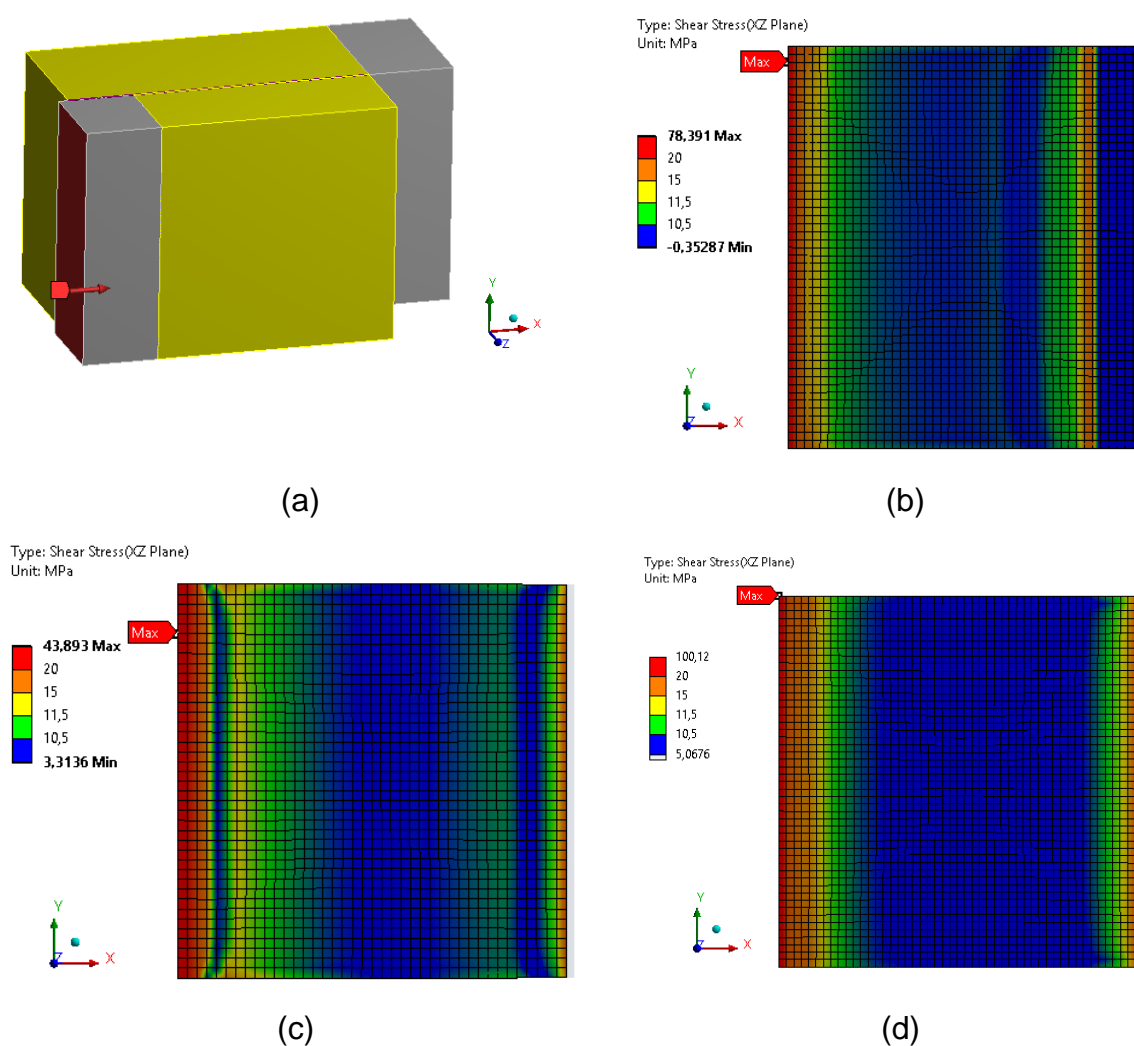 Y
X
Z
(a)
Type: Shear Stress(XZ Plane)
Unit: MPa
Max
78,391 Max
20
15
11,5
10,5
-0,35287 Min
Y
Z
X
(b)
Type: Shear Stress(XZ Plane)
Unit: MPa
Max
43,893 Max
20
15
11,5
10,5
3,3136 Min
Y
Z
X
(c)
Type: Shear Stress(XZ Plane)
Unit: MPa
Max
100,12
20
15
11,5
10,5
5,0676
Y
Z
X
(d)